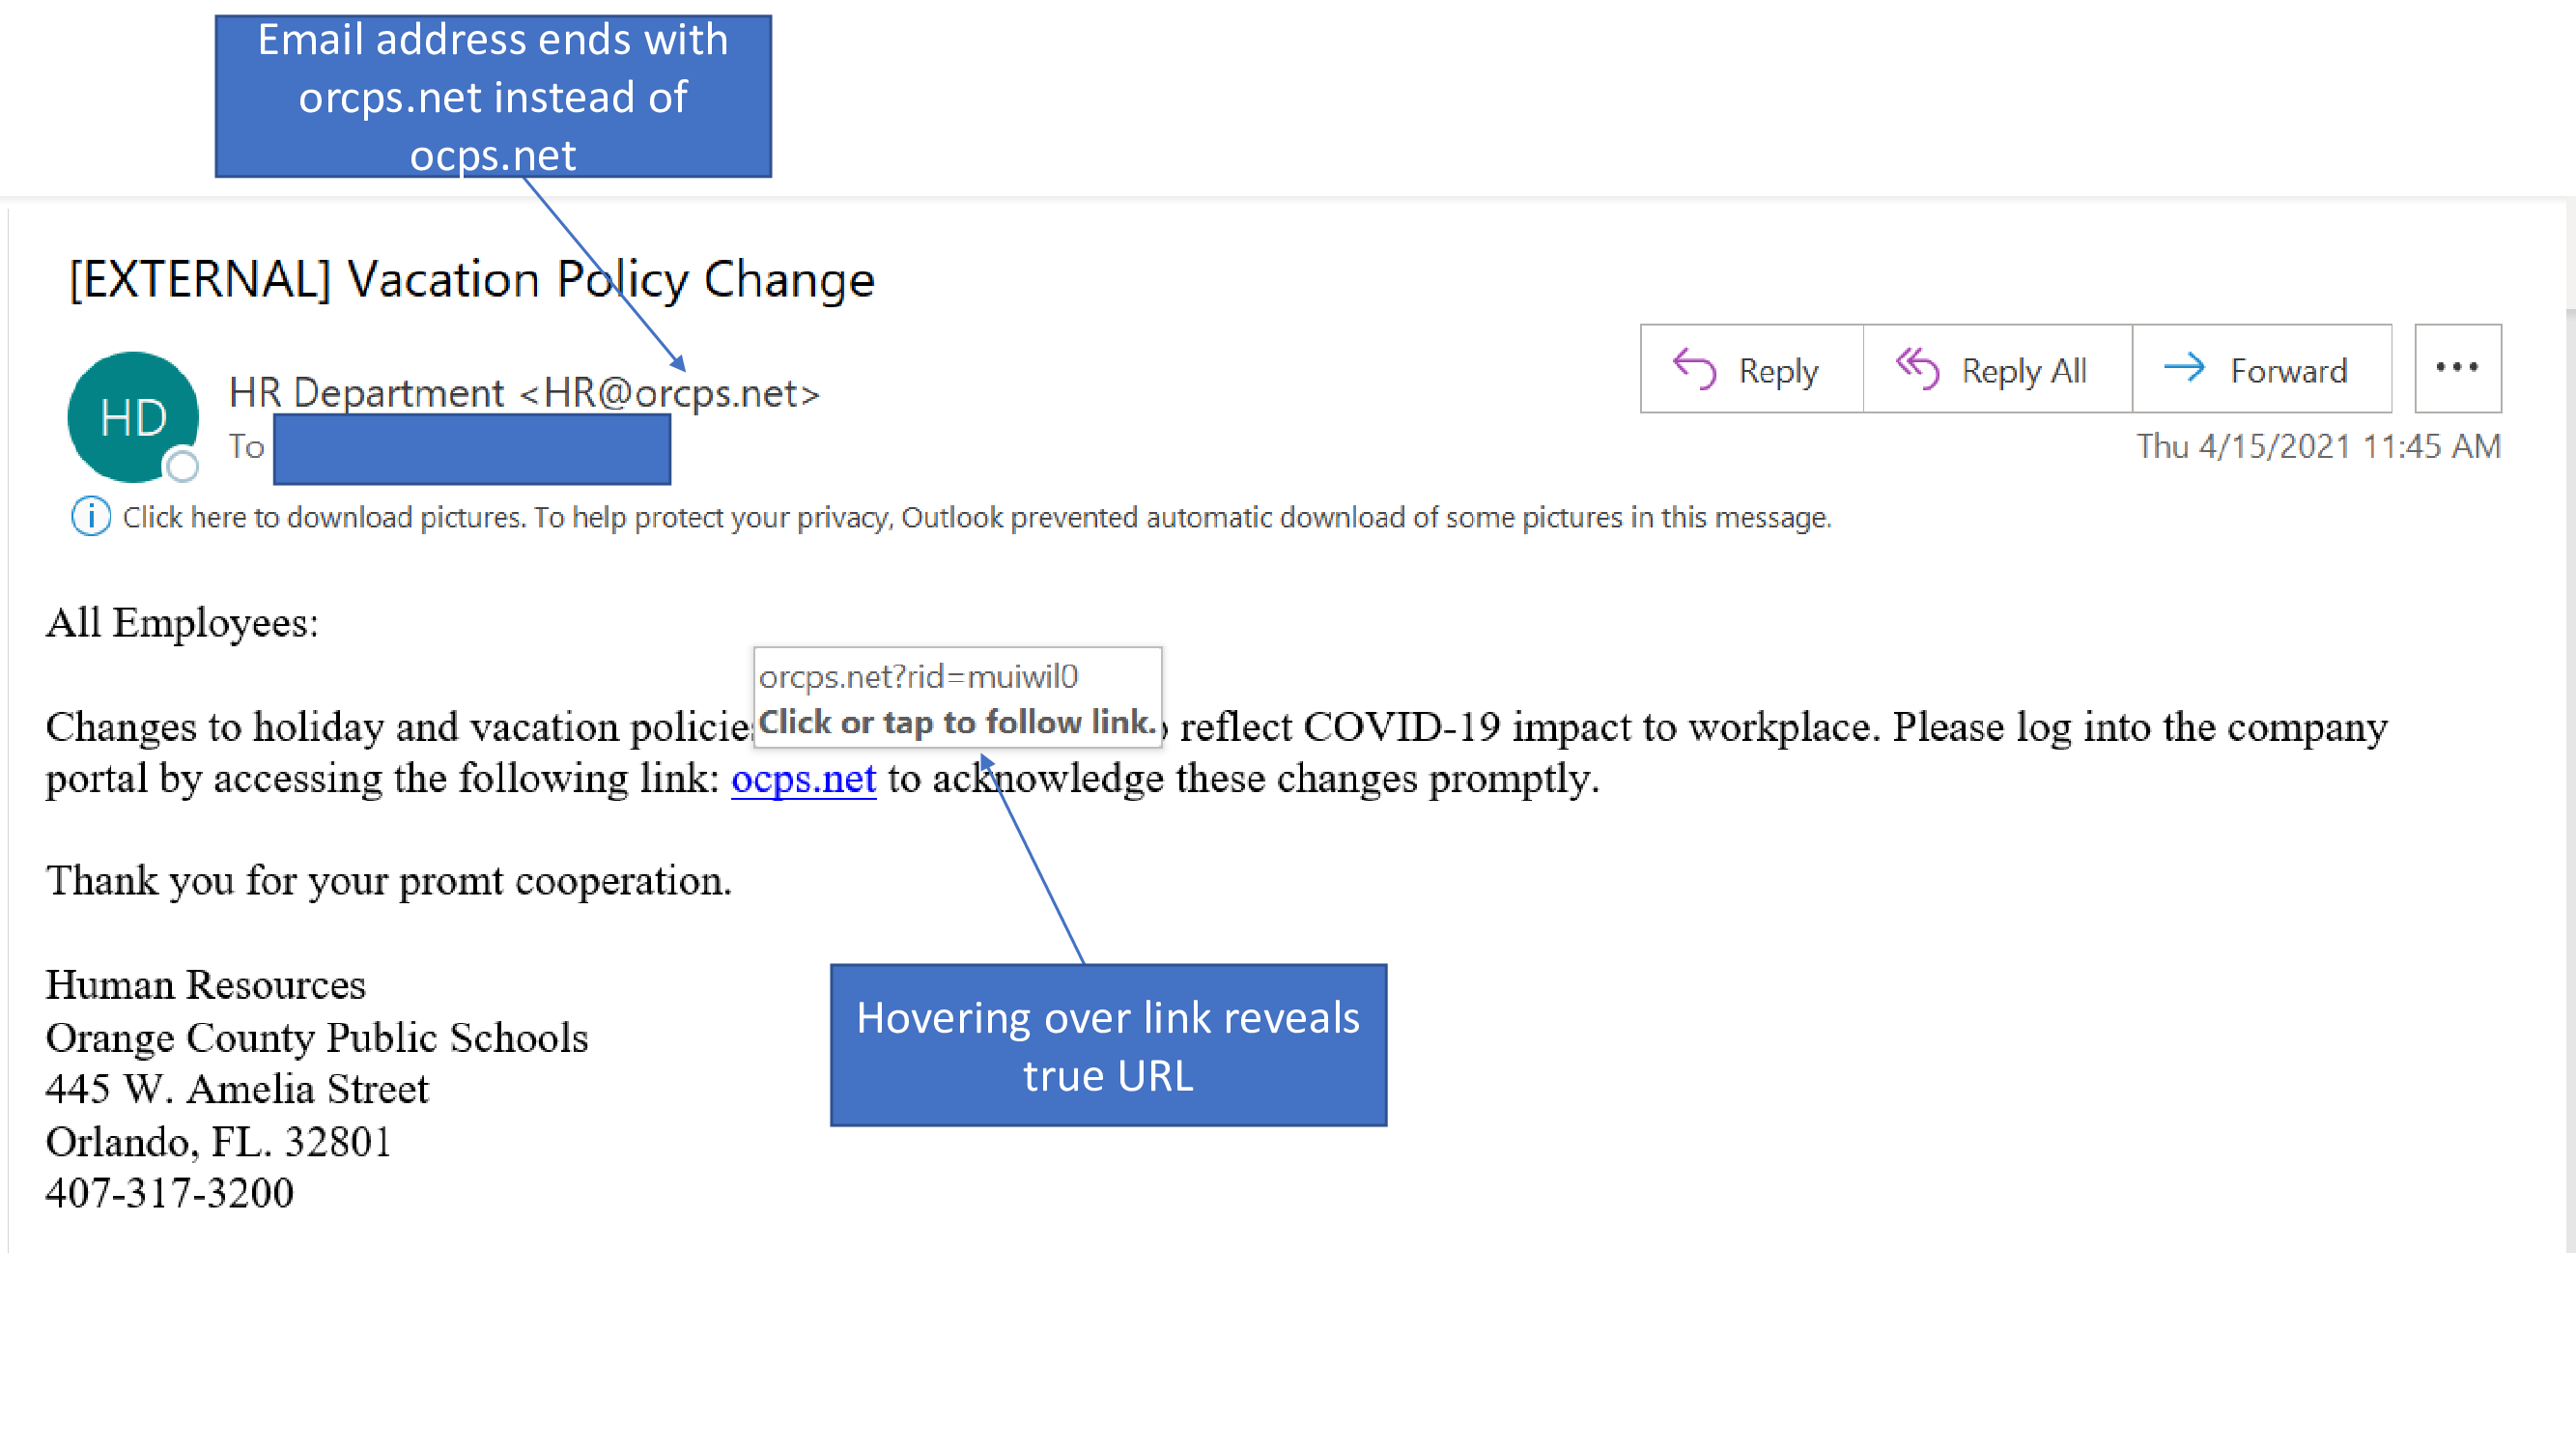 Email address ends with
orcps.net instead of
ocps.net
[EXTERNAL] Vacation Policy Change
HD
HR Department <HR@orcps.net>
To
Reply
Reply All
Forward
Thu 4/15/2021 11:45 AM
Click here to download pictures. To help protect your privacy, Outlook prevented automatic download of some pictures in this message.
All Employees:
orcps.net?rid=muiwil0
Click or tap to follow link.
Changes to holiday and vacation reflect COVID-19 impact to workplace. Please log into the company
portal by accessing the following link: ocps.net to acknowledge these changes promptly.
Thank you for your promt cooperation.
Human Resources
Orange County Public Schools
445 W. Amelia Street
Orlando, FL. 32801
407-317-3200
Hovering over link reveals
true URL